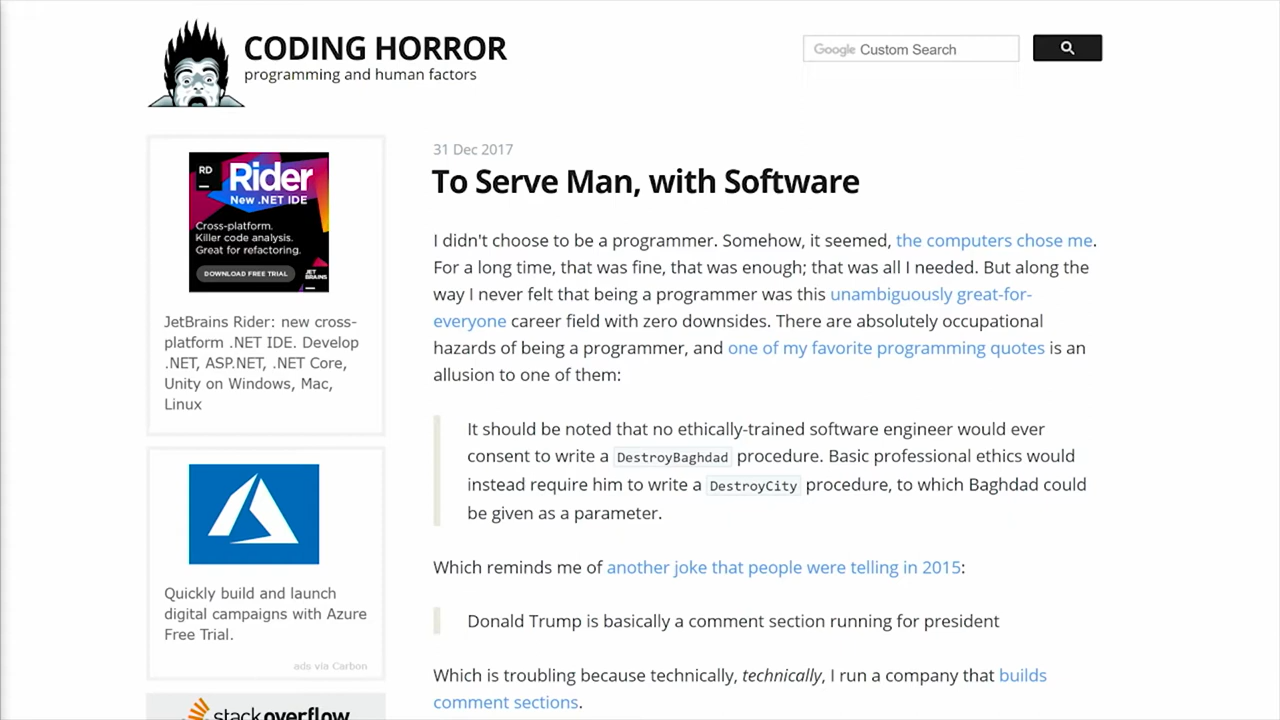 CODING HORROR
programming and human factors
Google Custom Search
RD
Rider
New .NET IDE
Cross-platform.
Killer code analysis.
Great for refactoring.
DOWNLOAD FREE TRIAL
JET
BRAINS
JetBrains Rider: new cross-
platform .NET IDE. Develop
.NET, ASP.NET, .NET Core,
Unity on Windows, Mac,
Linux
Quickly build and launch
digital campaigns with Azure
Free Trial.
ads via Carbon
stackoverflow
31 Dec 2017
To Serve Man, with Software
I didn't choose to be a programmer. Somehow, it seemed, the computers chose me.
For a long time, that was fine, that was enough; that was all I needed. But along the
way I never felt that being a programmer was this unambiguously great-for-
everyone career field with zero downsides. There are absolutely occupational
hazards of being a programmer, and one of my favorite programming quotes is an
allusion to one of them:
It should be noted that no ethically-trained software engineer would ever
consent to write a DestroyBaghdad procedure. Basic professional ethics would
instead require him to write a DestroyCity procedure, to which Baghdad could
be given as a parameter.
Which reminds me of another joke that people were telling in 2015:
Donald Trump is basically a comment section running for president
Which is troubling because technically, technically, I run a company that builds
comment sections.